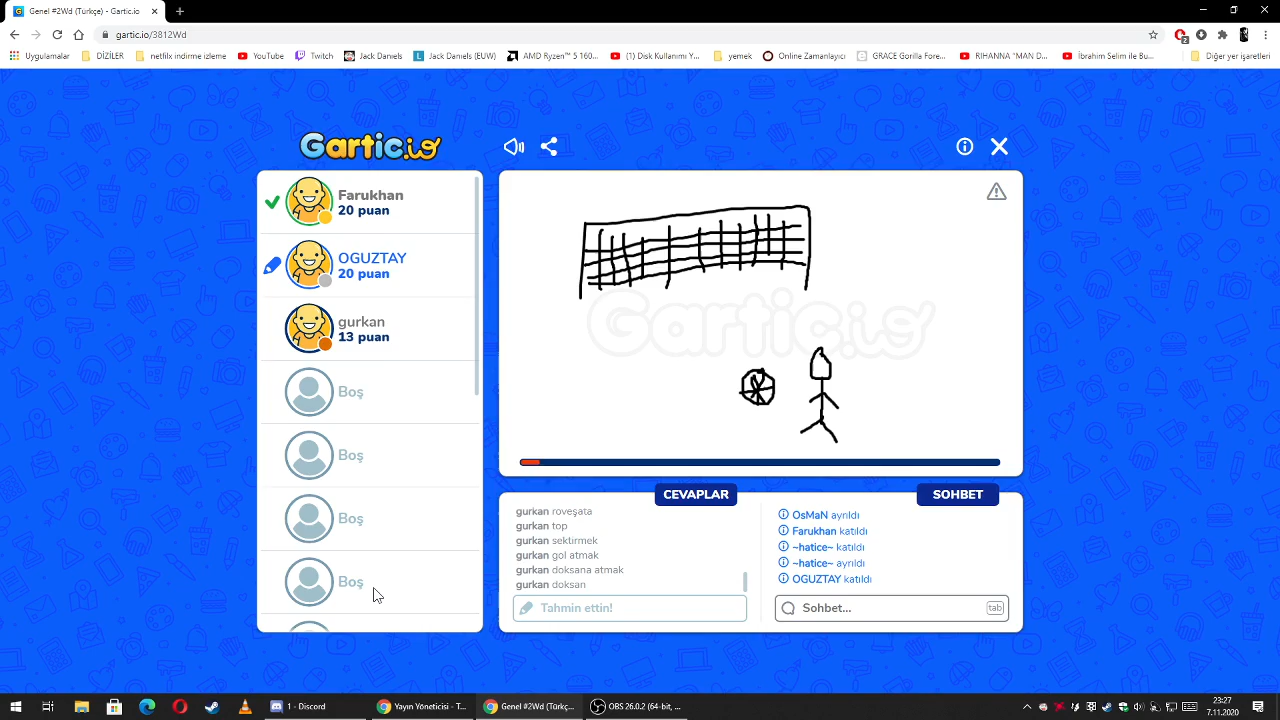 Genel #2Wd (Türkçe) - Gartic.io
gartic.io/3812Wd
Uygulamalar
DİZİLER
netflix indirme izleme
YouTube
Twitch
Jack Daniels
Jack Daniels (EUW)
AMD Ryzen™ 5 160...
(1) Disk Kullanımı Y...
yemek
Online Zamanlayıcı
GRACE Gorilla Fore...
RIHANNA "MAN D...
İbrahim Selim ile Bu...
Diğer yer işaretleri
Gartic.io
Farukhan
20 puan
OGUZTAY
20 puan
gurkan
13 puan
Boş
Boş
Boş
Boş
Gartic.io
CEVAPLAR
gurkan roveşata
gurkan top
gurkan sektirmek
gurkan gol atmak
gurkan doksana atmak
gurkan doksan
Tahmin ettin!
SOHBET
OsMaN ayrıldı
Farukhan katıldı
~hatice~ katıldı
~hatice~ ayrıldı
OGUZTAY katıldı
Sohbet...
tab
1 - Discord
Yayın Yöneticisi - T...
Genel #2Wd (Türkç...
OBS 26.0.2 (64-bit, ...
23:27
7.11.2020